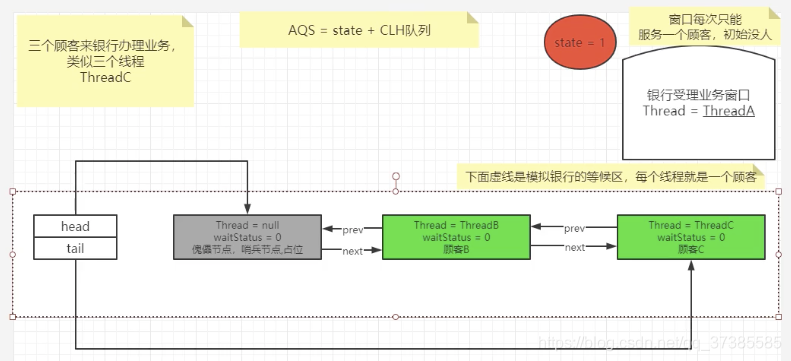 三个顾客来银行办理业务，
类似三个线程
ThreadC
AQS = state + CLH队列
state = 1
窗口每次只能
服务一个顾客，初始没人
银行受理业务窗口
Thread = ThreadA
下面虚线是模拟银行的等候区，每个线程就是一个顾客
head
tail
Thread = null
waitStatus = 0
傀儡节点，哨兵节点,占位
prev
next
Thread = ThreadB
waitStatus = 0
顾客B
prev
next
Thread = ThreadC
waitStatus = 0
顾客C
https://blog.csdn.net/qq_37385585